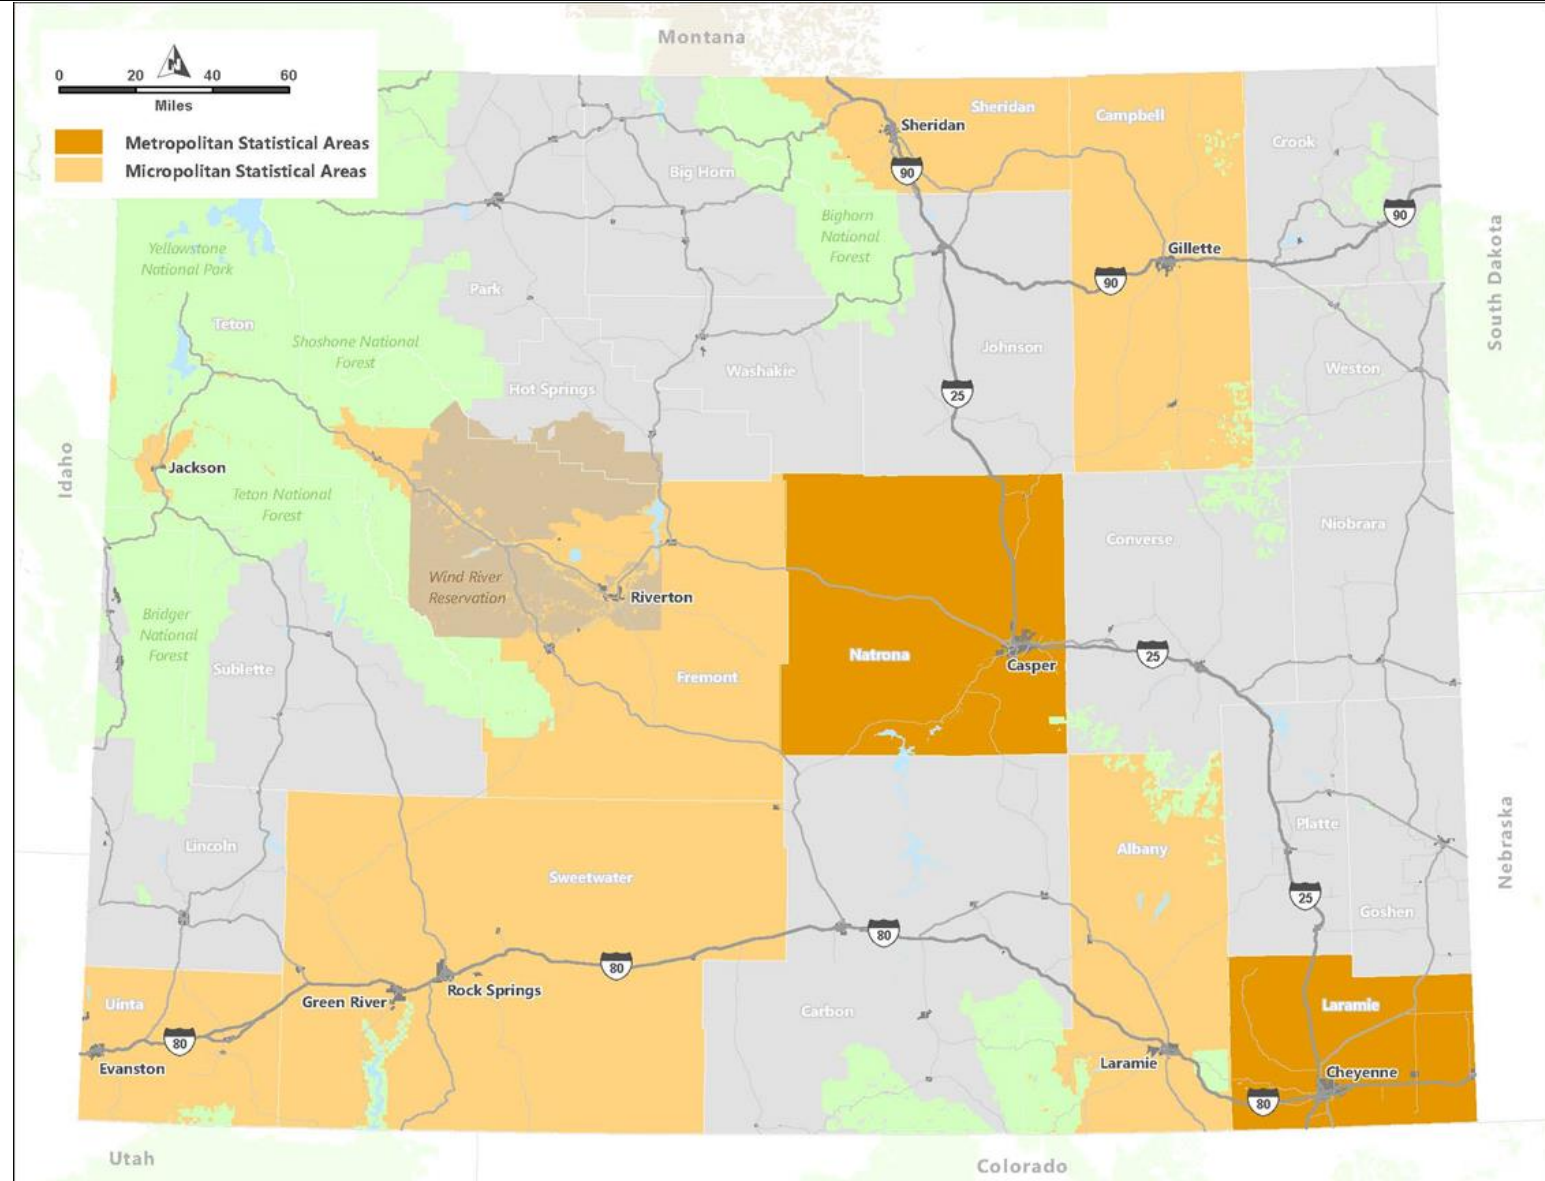 Montana
N
0 20 40 60
Miles
Metropolitan Statistical Areas
Micropolitan Statistical Areas
Sheridan
Campbell
Sheridan
Crook
Big Horn
90
90
Bighorn
National
Forest
Yellowstone
National Park
Gillette
South Dakota
Park
90
Teton
Shoshone National
Forest
Johnson
Washakie
Weston
Hot Springs
25
Idaho
Jackson
Teton National
Forest
Niobrara
Converse
Wind River
Reservation
Riverton
Bridger
National
Forest
Natrona
25
Casper
Sublette
Fremont
Platte
Lincoln
Albany
Nebraska
Sweetwater
25
Goshen
80
80
Rock Springs
Green River
Uinta
Carbon
Laramie
80
Evanston
Laramie
Cheyenne
80
Utah
Colorado